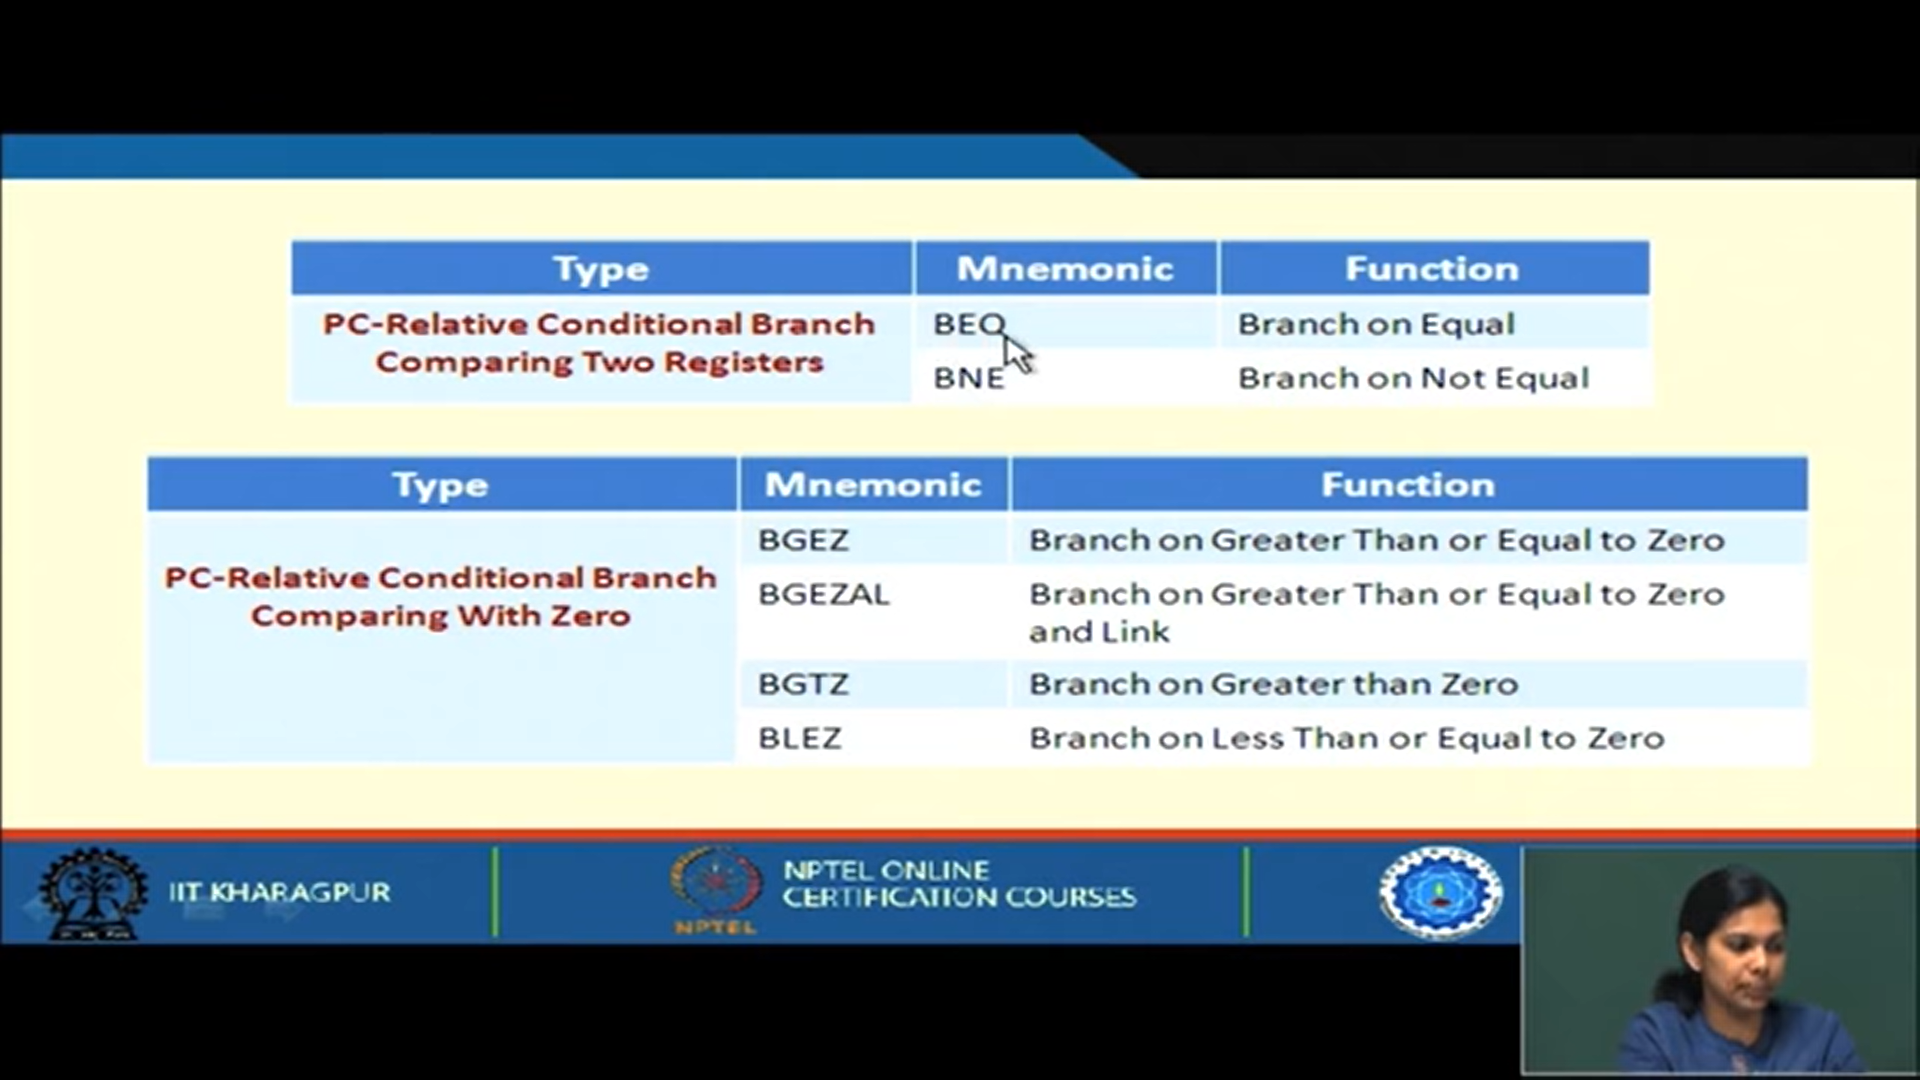 Type Mnemonic Function
PC-Relative Conditional Branch
Comparing Two Registers
BEQ Branch on Equal
BNE Branch on Not Equal
Type Mnemonic Function
PC-Relative Conditional Branch
Comparing With Zero
BGEZ Branch on Greater Than or Equal to Zero
BGEZAL Branch on Greater Than or Equal to Zero
and Link
BGTZ Branch on Greater than Zero
BLEZ Branch on Less Than or Equal to Zero
IIT KHARAGPUR
NPTEL
NPTEL ONLINE
CERTIFICATION COURSES